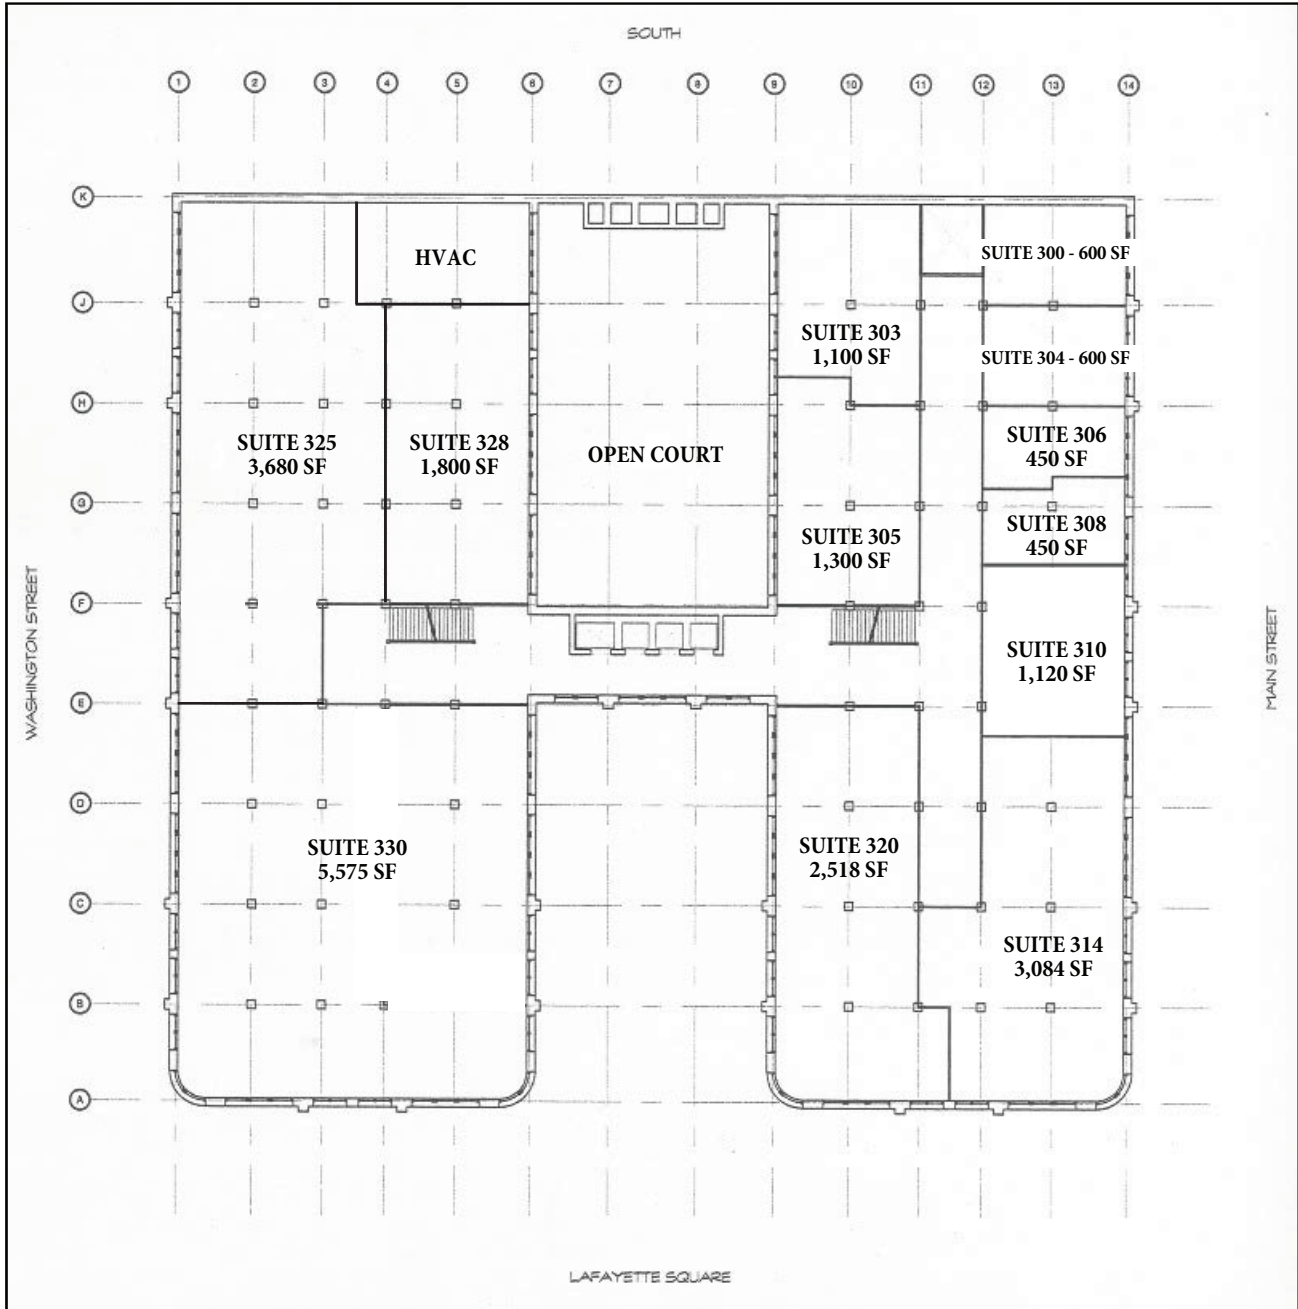 SOUTH
1 2 3 4 5 6 7 8 9 10 11 12 13 14
K
HVAC
SUITE 300 - 600 SF
J
SUITE 303
1,100 SF
SUITE 304 - 600 SF
H
SUITE 325
3,680 SF
SUITE 328
1,800 SF
OPEN COURT
SUITE 306
450 SF
G
SUITE 305
1,300 SF
SUITE 308
450 SF
F
WASHINGTON STREET
SUITE 310
1,120 SF
MAIN STREET
E
D
SUITE 330
5,575 SF
SUITE 320
2,518 SF
C
SUITE 314
3,084 SF
B
A
LAFAYETTE SQUARE